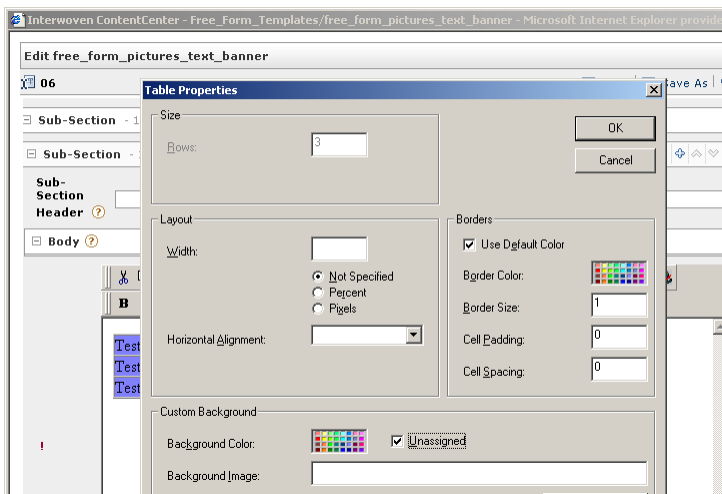 Interwoven ContentCenter - Free_Form_Templates/free_form_pictures_text_banner - Microsoft Internet Explorer provide
Edit free_form_pictures_text_banner
06
ave As
Table Properties
Sub-Section - 1
Size
Rows: 3
OK
Sub-Section -
Cancel
Sub-
Section
Header ?
Layout
Borders
Body ?
Width:
Use Default Color
Not Specified
Border Color:
Percent
B
Pixels
Border Size: 1
Test
Horizontal Alignment:
Cell Padding: 0
Test
Cell Spacing: 0
Test
Custom Background
! Background Color:
Unassigned
Background Image: